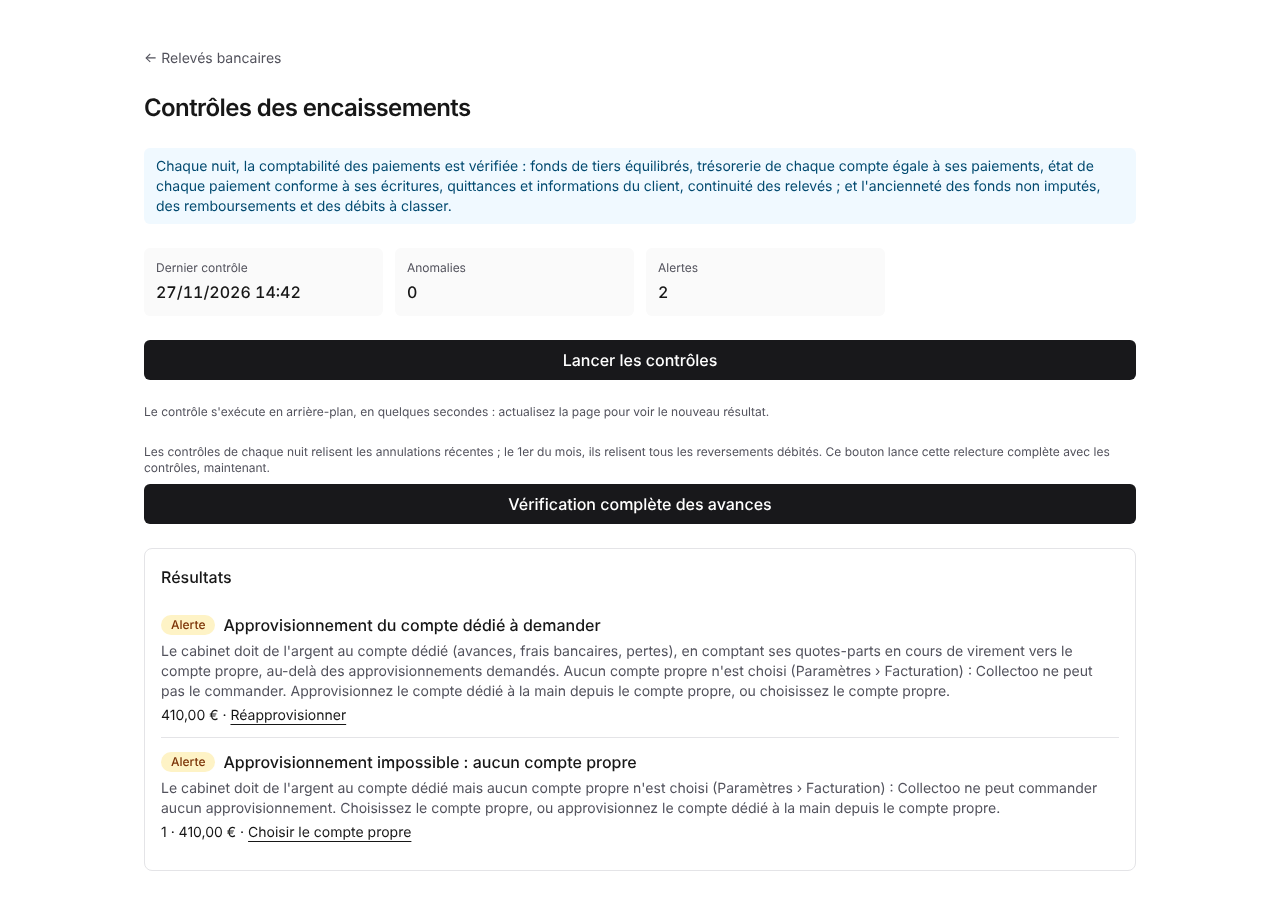 ← Relevés bancaires
Contrôles des encaissements
Chaque nuit, la comptabilité des paiements est vérifiée : fonds de tiers équilibrés, trésorerie de chaque compte égale à ses paiements, état de
chaque paiement conforme à ses écritures, quittances et informations du client, continuité des relevés ; et l'ancienneté des fonds non imputés,
des remboursements et des débits à classer.
Dernier contrôle
27/11/2026 14:42
Anomalies
0
Alertes
2
Lancer les contrôles
Le contrôle s'exécute en arrière-plan, en quelques secondes : actualisez la page pour voir le nouveau résultat.
Les contrôles de chaque nuit relisent les annulations récentes ; le 1er du mois, ils relisent tous les reversements débités. Ce bouton lance cette relecture complète avec les
contrôles, maintenant.
Vérification complète des avances
Résultats
Alerte Approvisionnement du compte dédié à demander
Le cabinet doit de l'argent au compte dédié (avances, frais bancaires, pertes), en comptant ses quotes-parts en cours de virement vers le
compte propre, au-delà des approvisionnements demandés. Aucun compte propre n'est choisi (Paramètres › Facturation) : Collectoo ne peut
pas le commander. Approvisionnez le compte dédié à la main depuis le compte propre, ou choisissez le compte propre.
410,00 € · Réapprovisionner
Alerte Approvisionnement impossible : aucun compte propre
Le cabinet doit de l'argent au compte dédié mais aucun compte propre n'est choisi (Paramètres › Facturation) : Collectoo ne peut commander
aucun approvisionnement. Choisissez le compte propre, ou approvisionnez le compte dédié à la main depuis le compte propre.
1 · 410,00 € · Choisir le compte propre